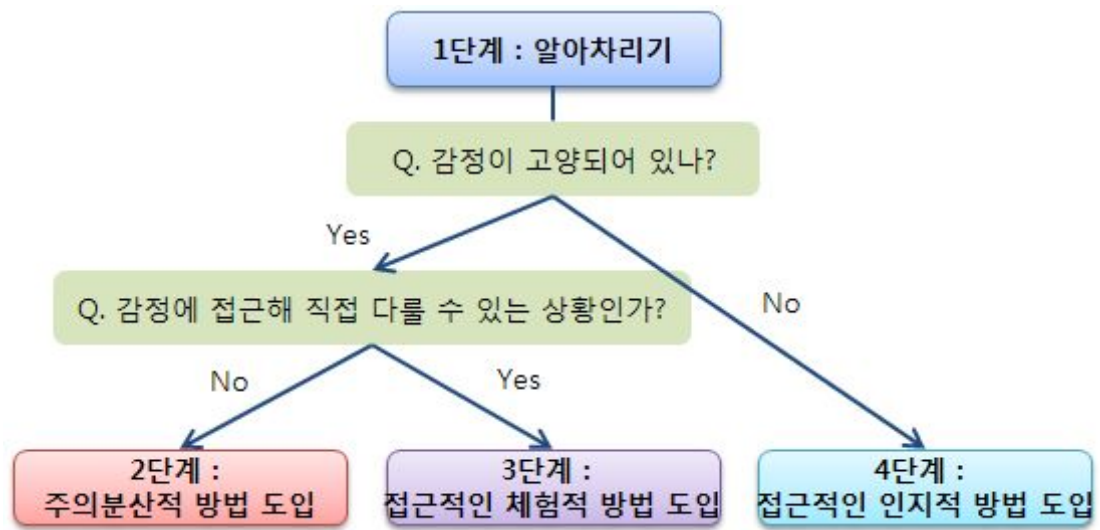 1단계 : 알아차리기
Q. 감정이 고양되어 있나?
Yes
Q. 감정에 접근해 직접 다룰 수 있는 상황인가?
No
No
Yes
2단계 :
주의분산적 방법 도입
3단계 :
접근적인 체험적 방법 도입
4단계 :
접근적인 인지적 방법 도입